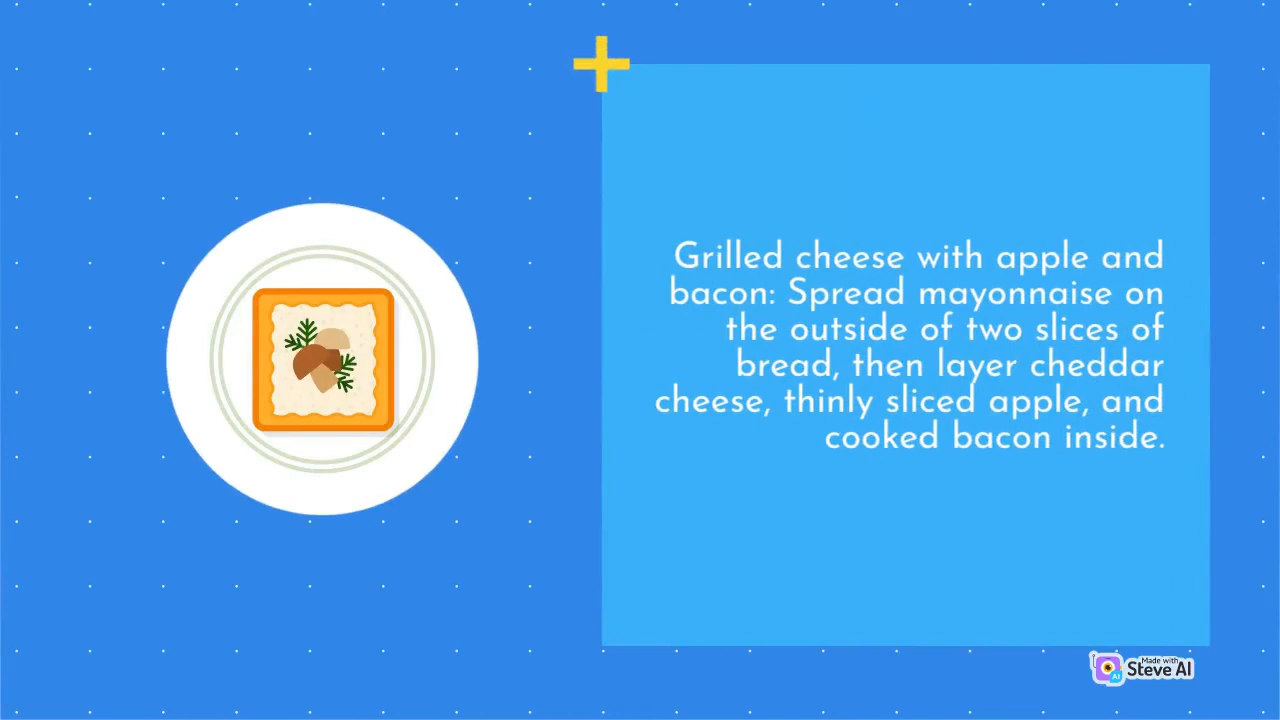 Grilled cheese with apple and
bacon: Spread mayonnaise on
the outside of two slices of
bread, then layer cheddar
cheese, thinly sliced apple, and
cooked bacon inside.
Made with
AI Steve AI